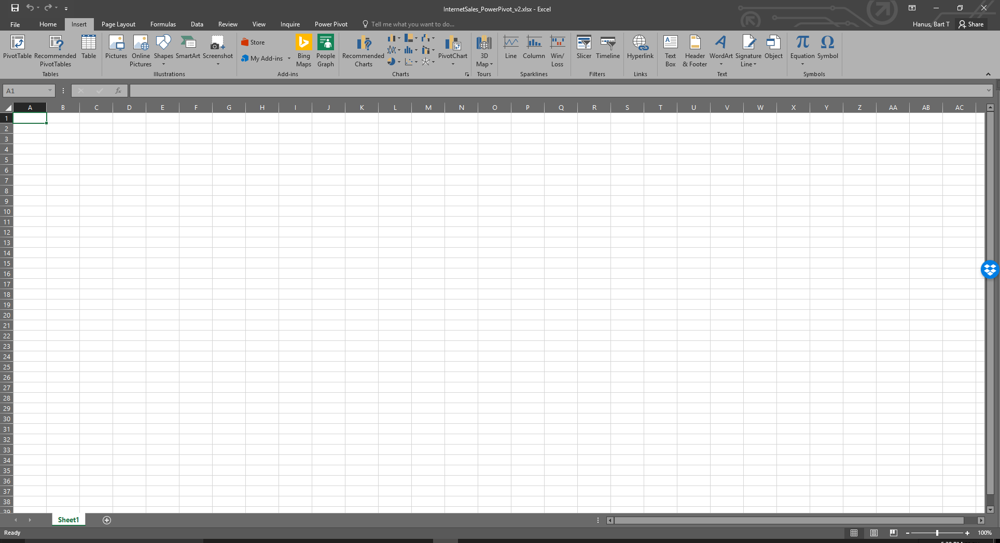 InternetSales_PowerPivot_v2.xlsx - Excel
File Home Insert Page Layout Formulas Data Review View Inquire Power Pivot Tell me what you want to do... Hanus, Bart T Share
PivotTable Recommended PivotTables Table
Tables
Pictures Online Pictures Shapes SmartArt Screenshot
Illustrations
Store
My Add-ins
Bing Maps People Graph
Add-ins
Recommended Charts PivotChart
Charts
3D Map
Tours
Line Column Win/ Loss
Sparklines
Slicer Timeline
Filters
Hyperlink
Links
Text Box Header & Footer WordArt Signature Line Object
Text
Equation Symbol
Symbols
A1 fx
A B C D E F G H I J K L M N O P Q R S T U V W X Y Z AA AB AC
1
2
3
4
5
6
7
8
9
10
11
12
13
14
15
16
17
18
19
20
21
22
23
24
25
26
27
28
29
30
31
32
33
34
35
36
37
38
39
Sheet1
Ready 100%